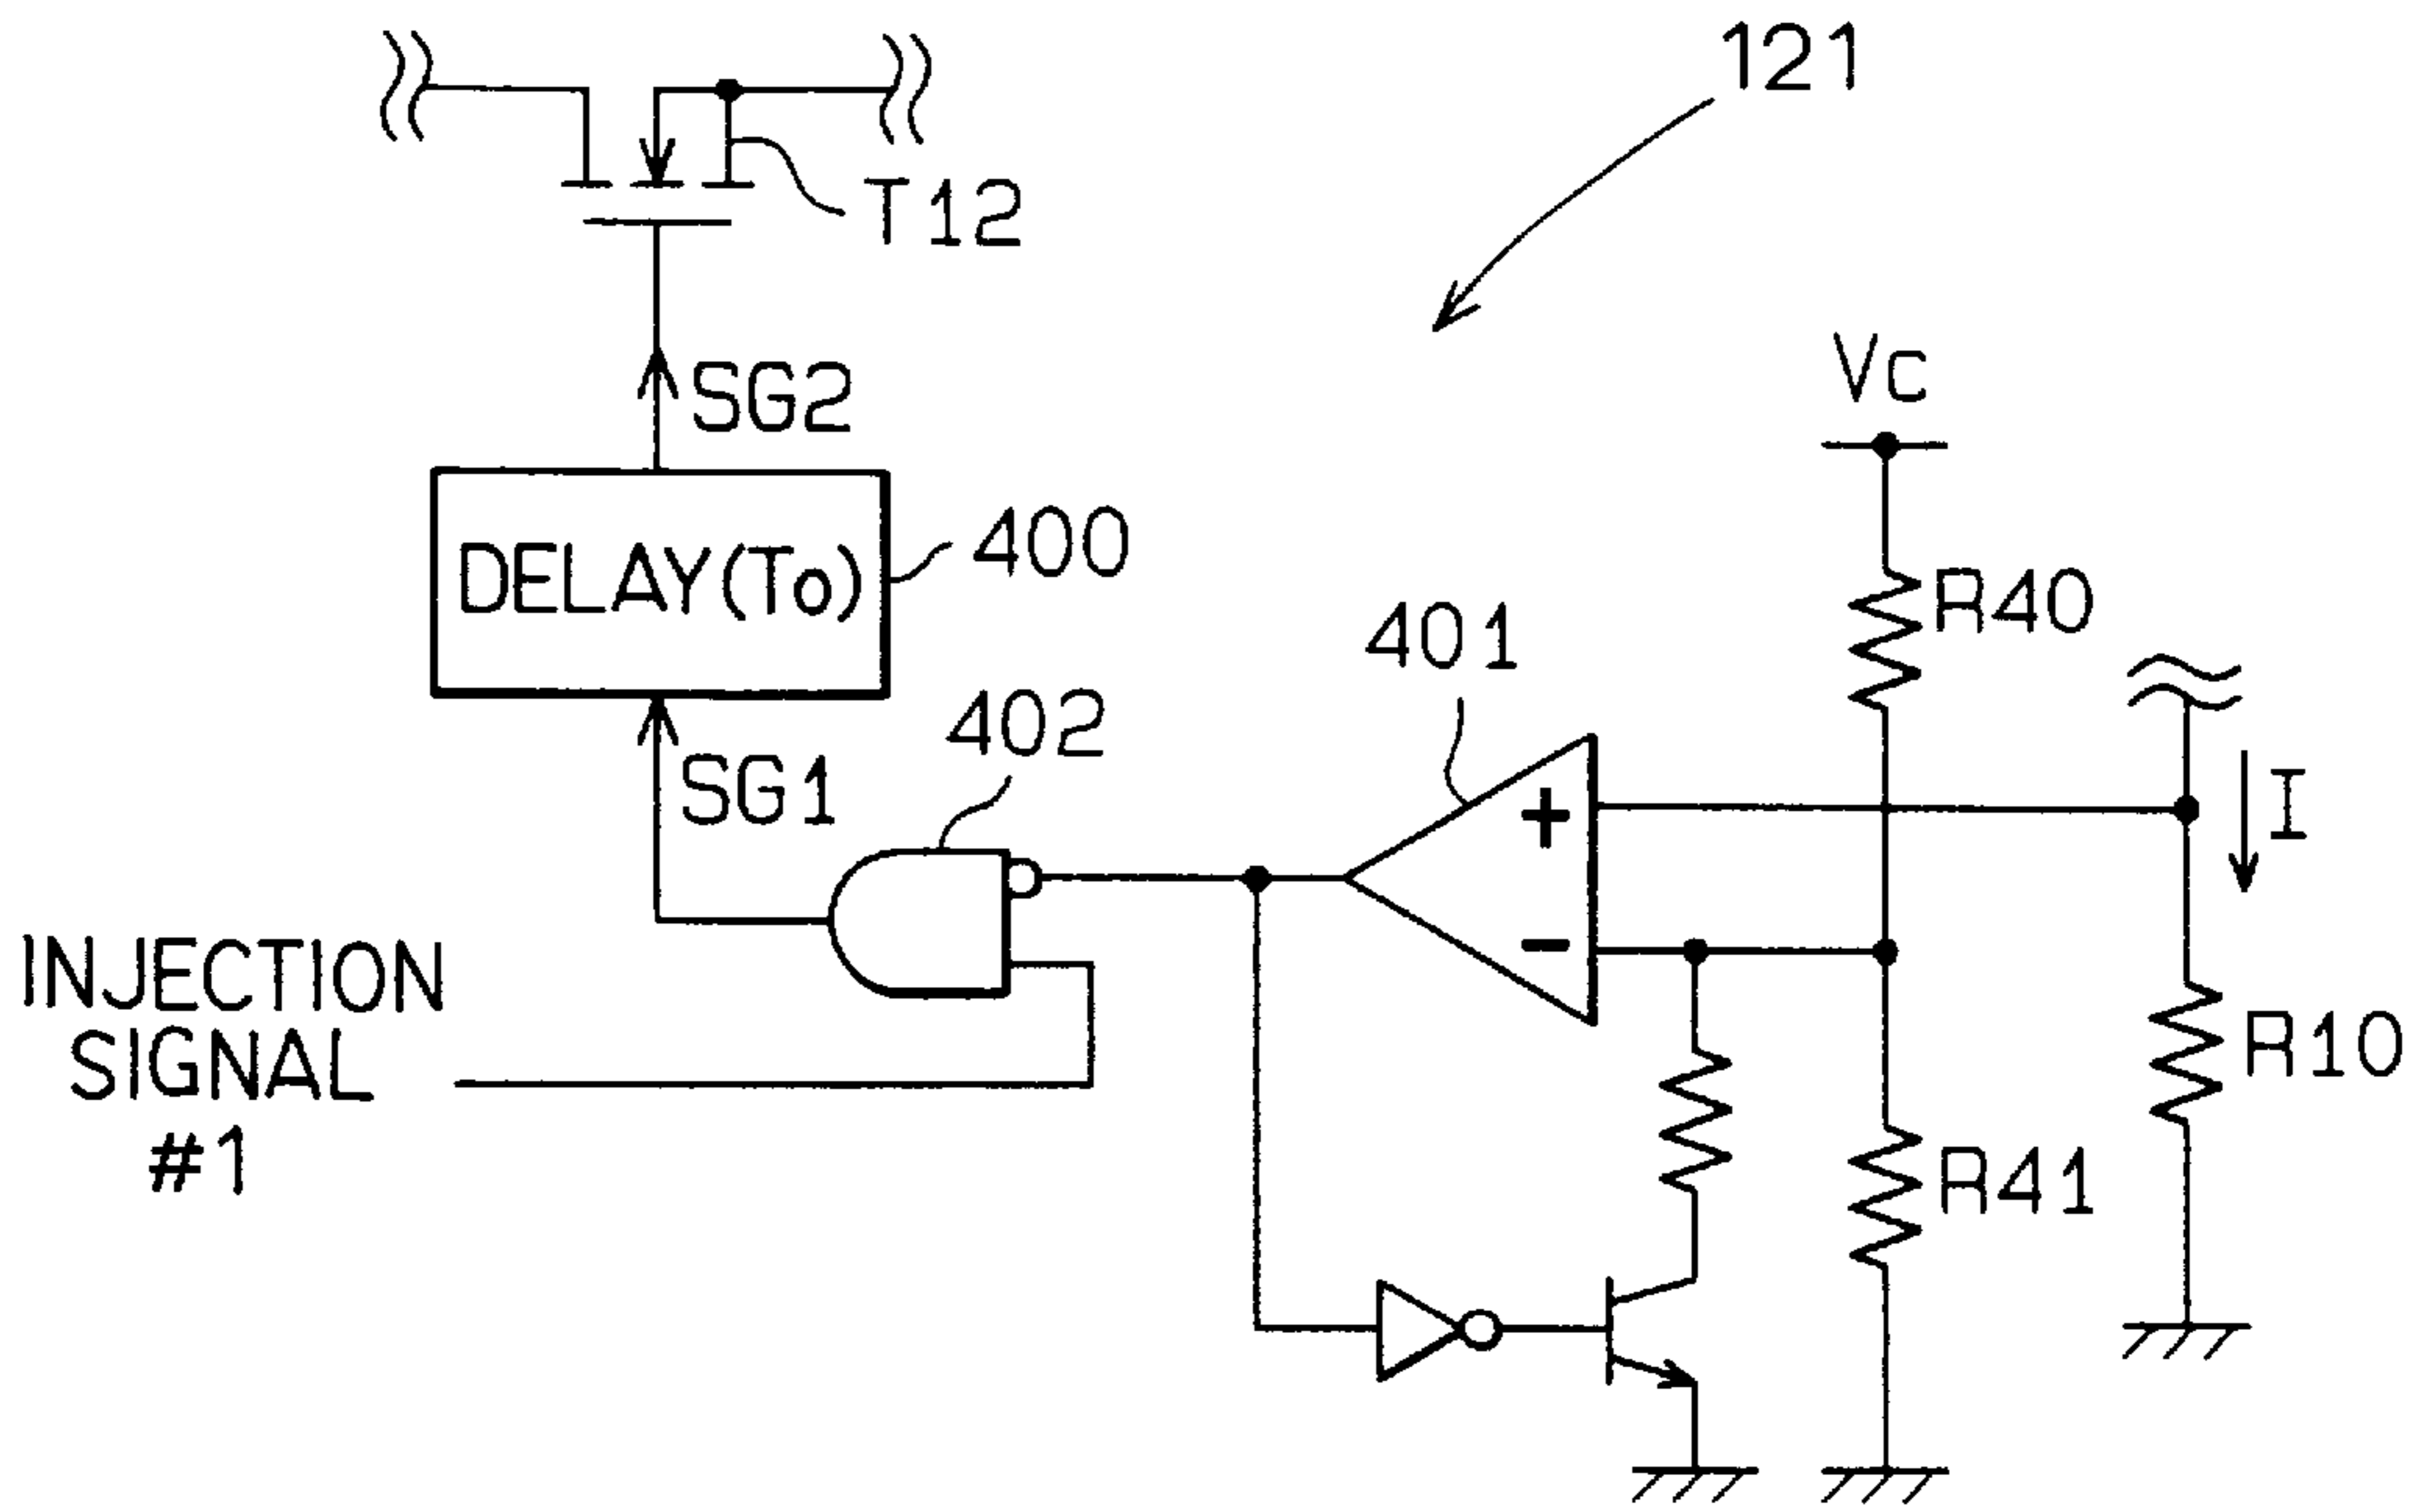 121
T12
SG2
Vc
DELAY(To)
400
R40
401
402
SG1
+
I
-
INJECTION
SIGNAL
#1
R10
R41